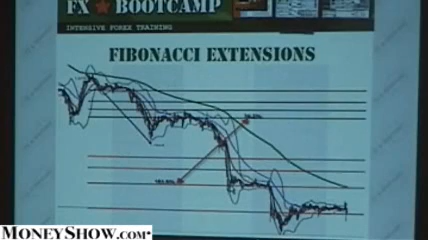 FX ★ BOOTCAMP
INTENSIVE FOREX TRAINING
FIBONACCI EXTENSIONS
MONEYSHOW.COM